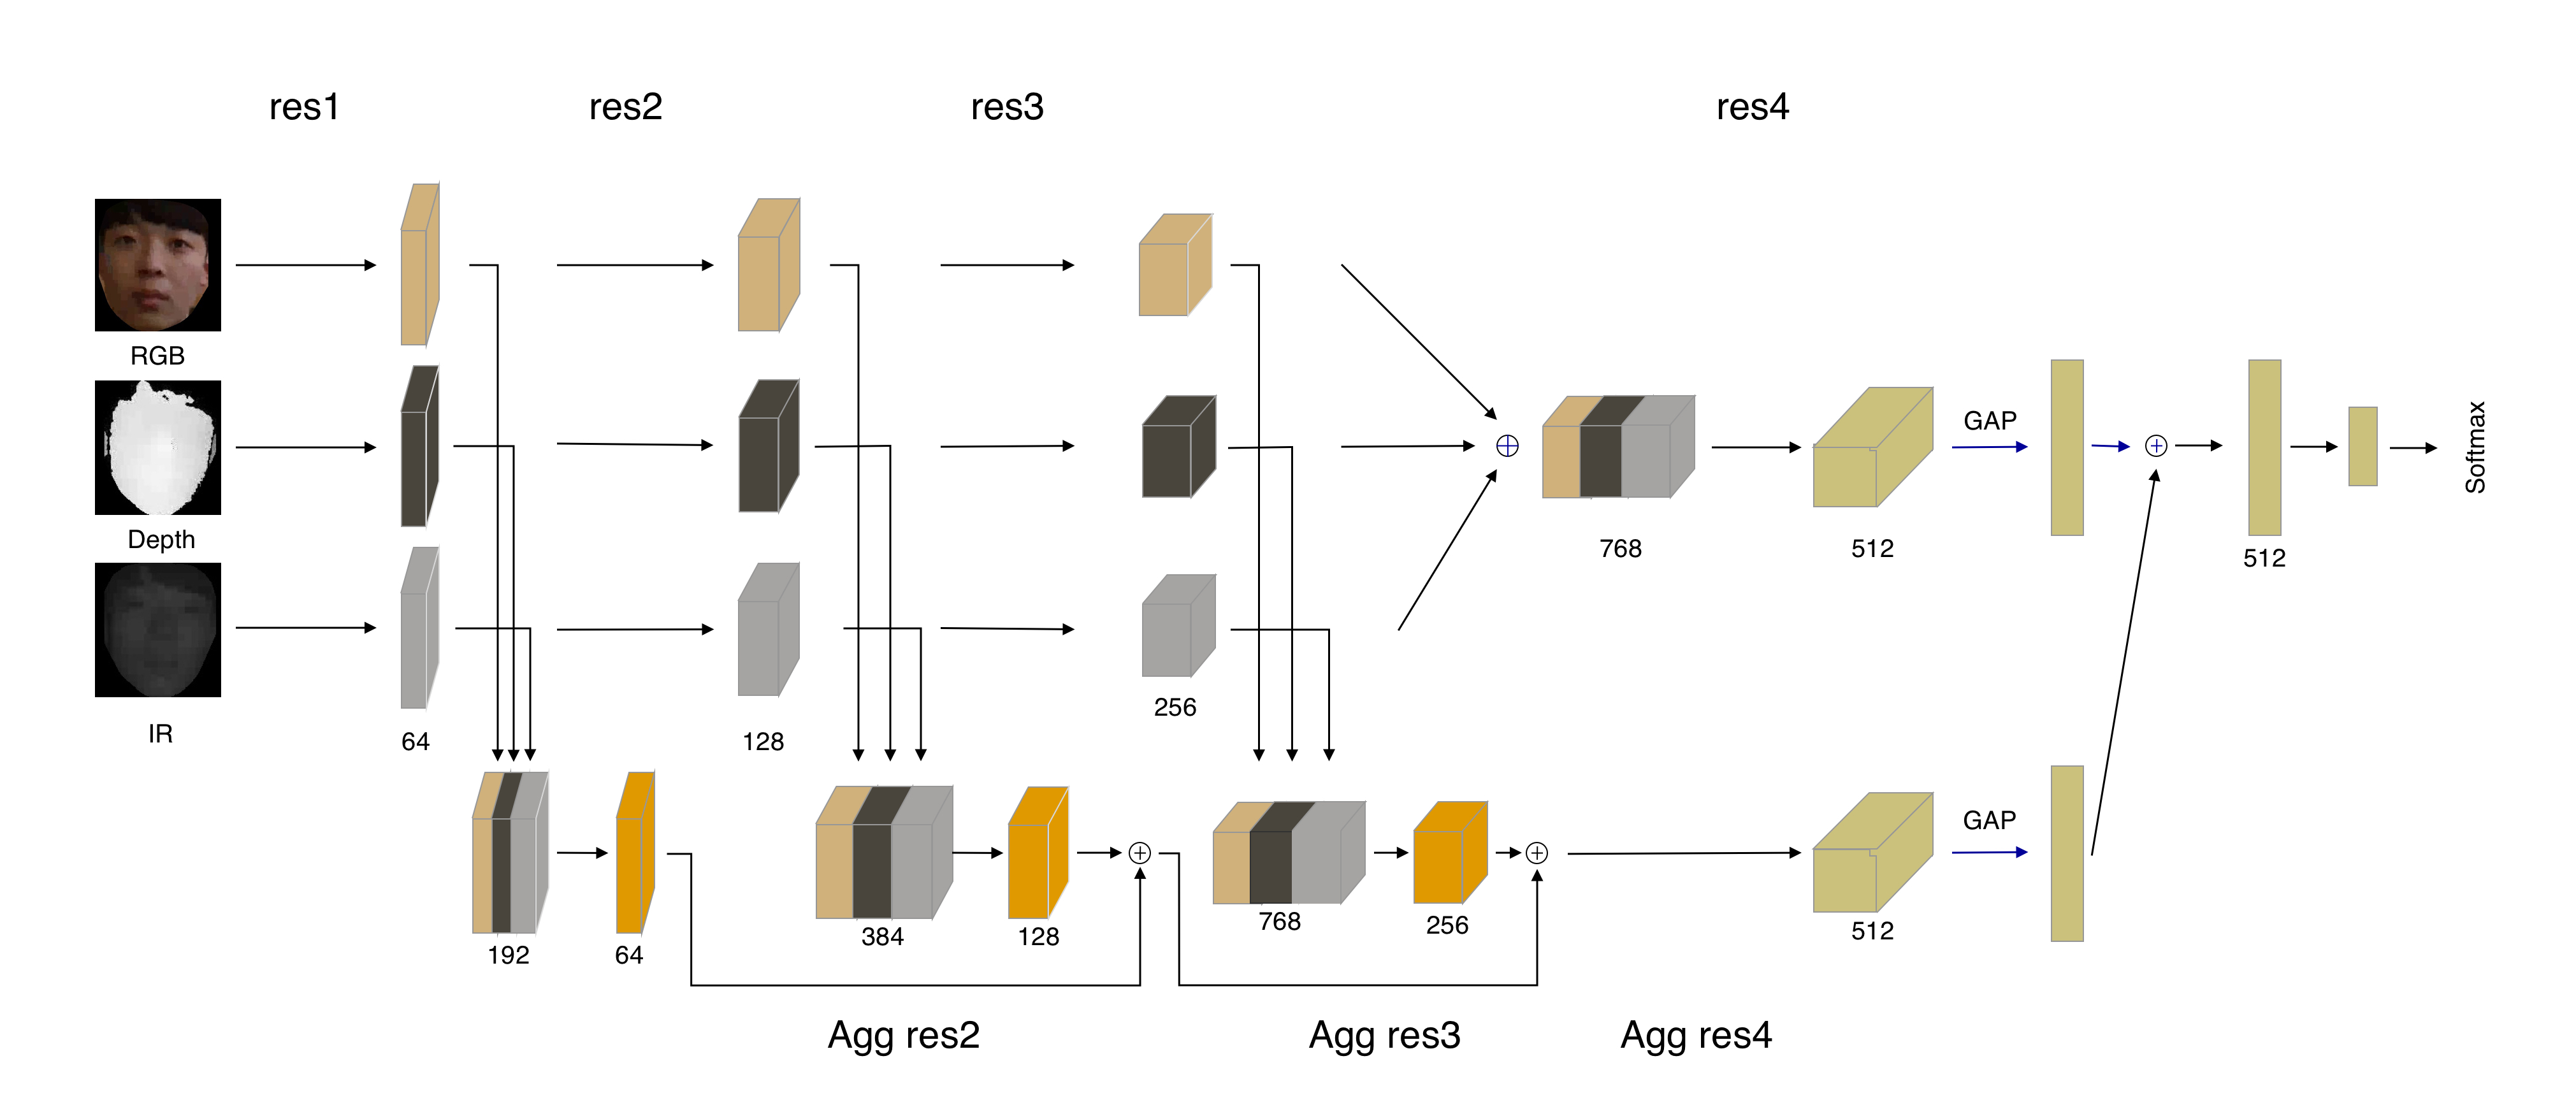 res1
res2
res3
res4
RGB
Depth
IR
64
128
256
768
512
GAP
512
Softmax
192
64
384
128
768
256
512
GAP
Agg res2
Agg res3
Agg res4